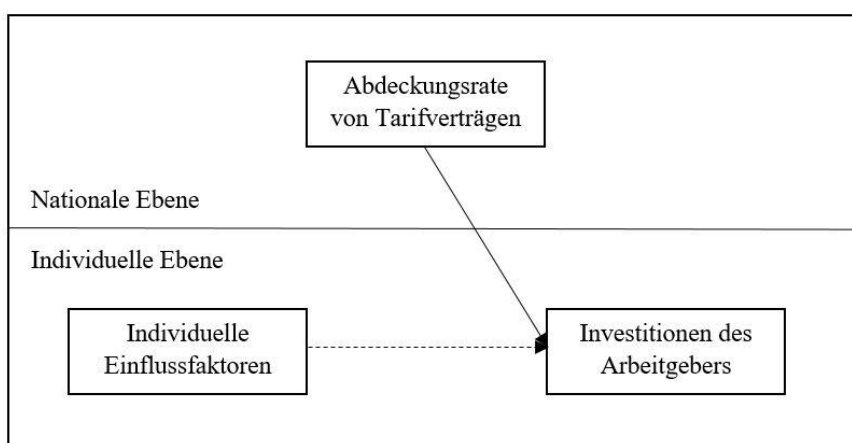 Abdeckungsrate
von Tarifverträgen
Nationale Ebene
Individuelle Ebene
Individuelle
Einflussfaktoren
Investitionen des
Arbeitgebers